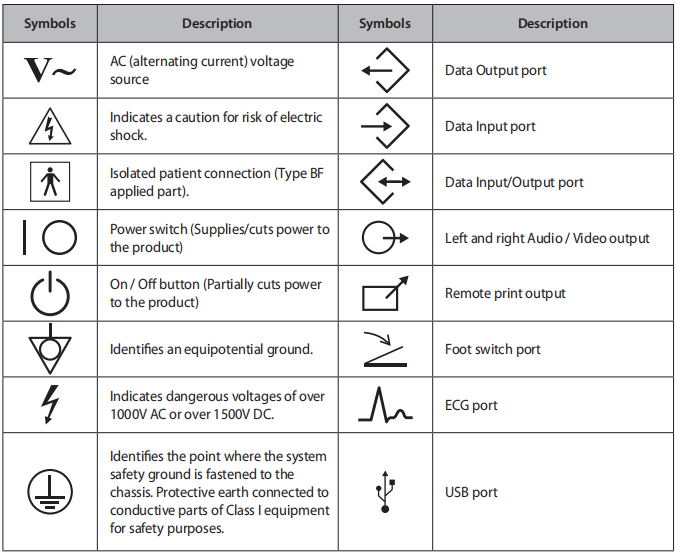 Symbols Description Symbols Description
V~ AC (alternating current) voltage
source
Data Output port
Indicates a caution for risk of electric
shock.
Data Input port
Isolated patient connection (Type BF
applied part).
Data Input/Output port
Power switch (Supplies/cuts power to
the product)
Left and right Audio / Video output
On / Off button (Partially cuts power
to the product)
Remote print output
Identifies an equipotential ground.
Foot switch port
Indicates dangerous voltages of over
1000V AC or over 1500V DC.
ECG port
Identifies the point where the system
safety ground is fastened to the
chassis. Protective earth connected to
conductive parts of Class I equipment
for safety purposes.
USB port